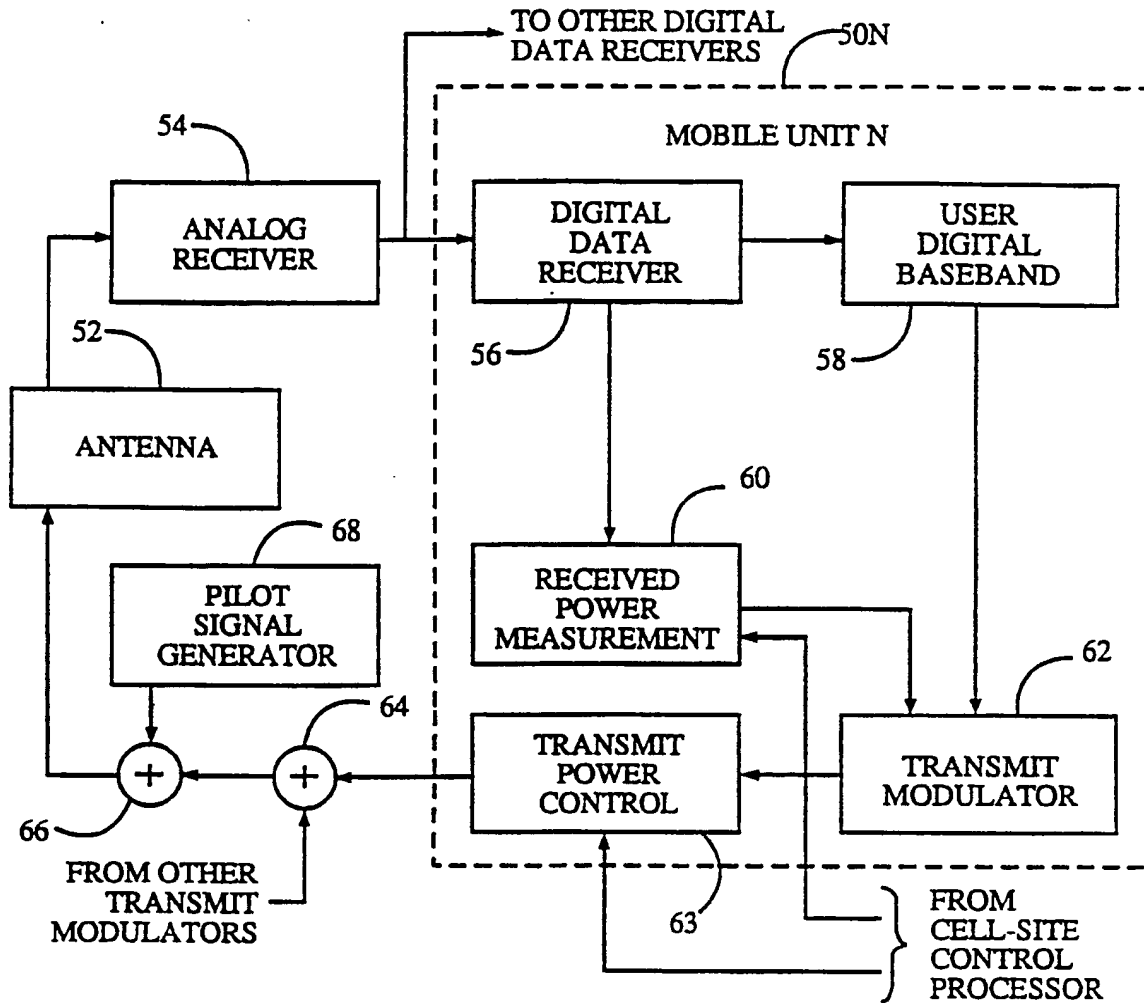 TO OTHER DIGITAL
DATA RECEIVERS
50N
54
MOBILE UNIT N
ANALOG
RECEIVER
DIGITAL
DATA
RECEIVER
USER
DIGITAL
BASEBAND
52
56
58
ANTENNA
60
68
PILOT
SIGNAL
GENERATOR
RECEIVED
POWER
MEASUREMENT
62
64
+
+
TRANSMIT
POWER
CONTROL
TRANSMIT
MODULATOR
66
FROM OTHER
TRANSMIT
MODULATORS
63
FROM
CELL-SITE
CONTROL
PROCESSOR